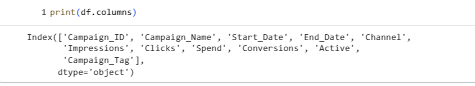 1 print(df.columns)
Index(['Campaign_ID', 'Campaign_Name', 'Start_Date', 'End_Date', 'Channel',
'Impressions', 'Clicks', 'Spend', 'Conversions', 'Active',
'Campaign_Tag'],
dtype='object')